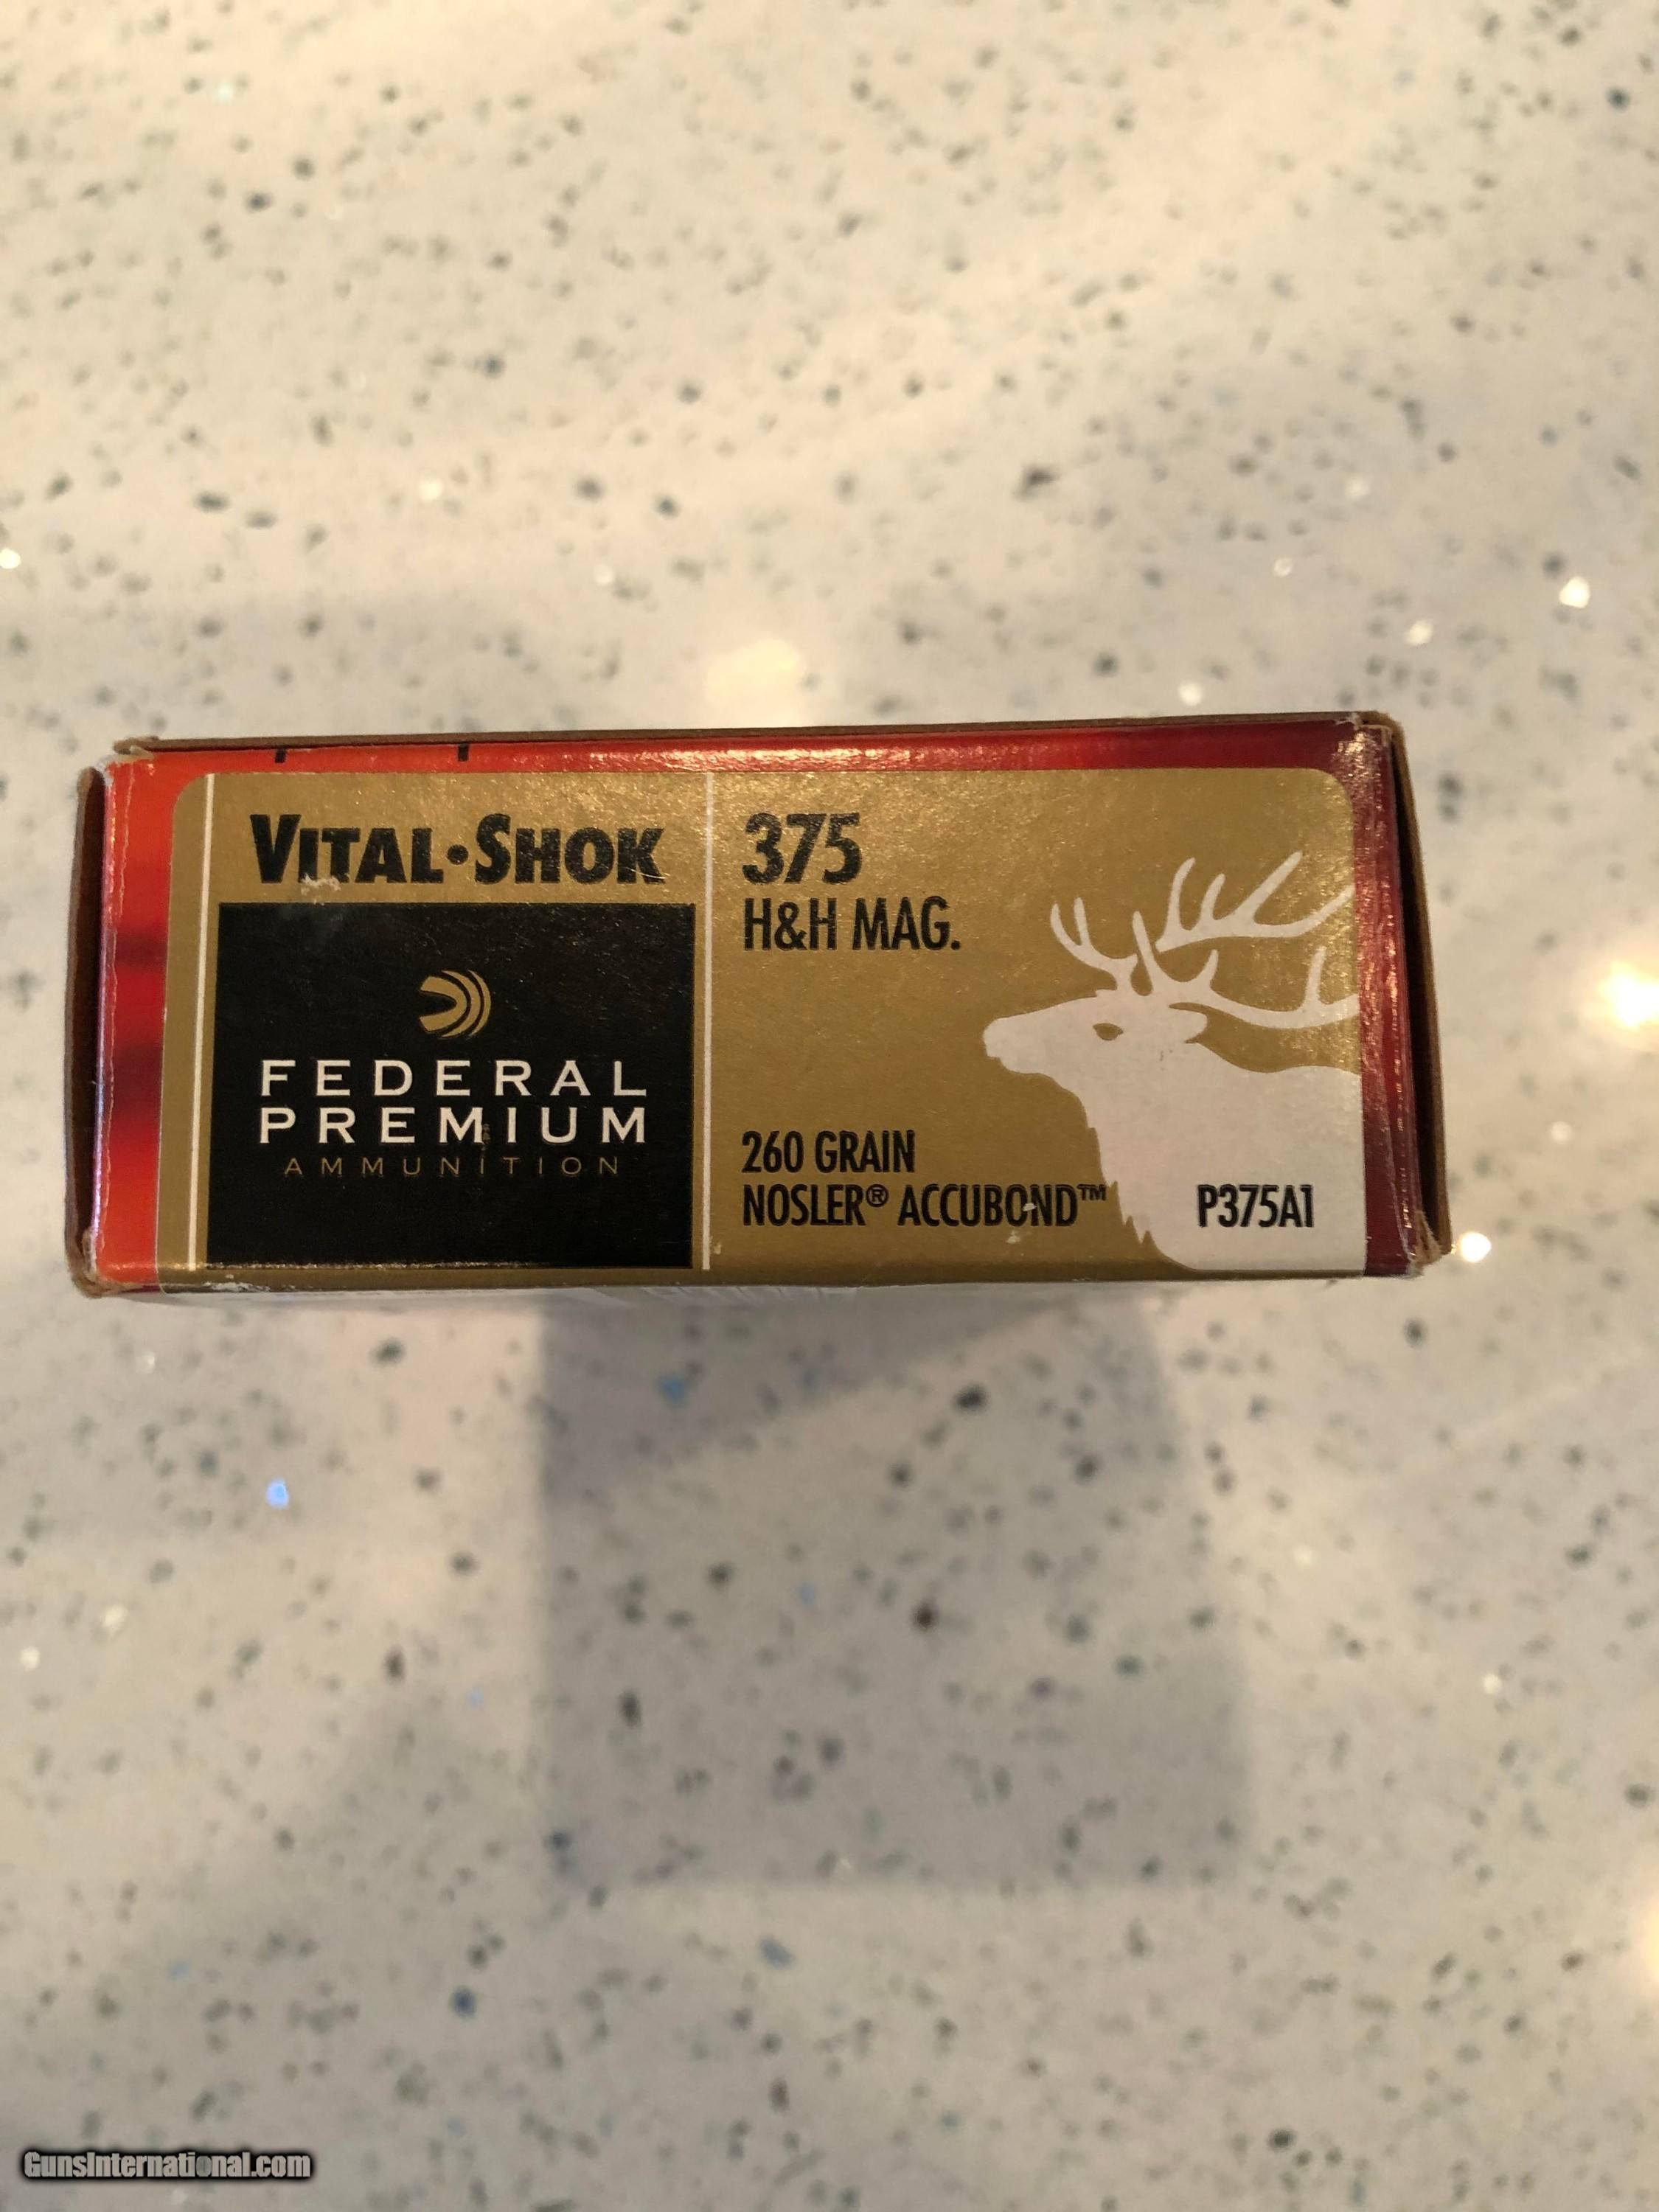 VITAL•SHOK
FEDERAL
PREMIUM
AMMUNITION
375
H&H MAG.
260 GRAIN
NOSLER® ACCUBOND™
P375A1
GunsInternational.com